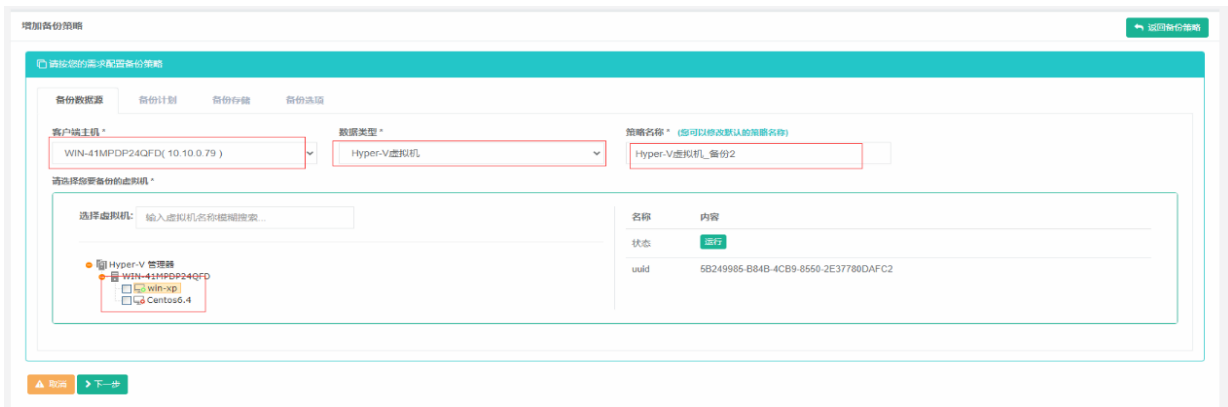 增加备份策略
返回备份策略
请按您的需求配置备份策略
备份数据源 备份计划 备份存储 备份选项
客户端主机 * 数据类型 * 策略名称 * (您可以修改默认的策略名称)
WIN-41MPDP24QFD( 10.10.0.79 ) Hyper-V虚拟机 Hyper-V虚拟机_备份2
请选择您要备份的虚拟机 *
选择虚拟机: 输入虚拟机名称模糊搜索...
名称 内容
状态 运行
uuid 5B249985-B84B-4CB9-8550-2E37780DAFC2
Hyper-V 管理器
WIN-41MPDP24QFD
win-xp
Centos6.4
取消 下一步